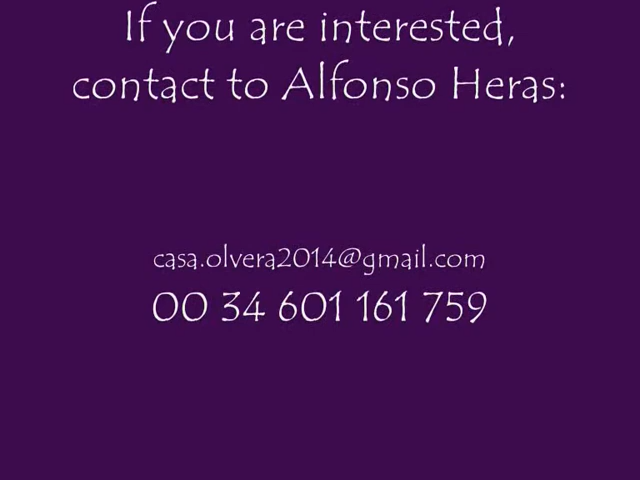 If you are interested,
contact to Alfonso Heras:
casa.olvera2014@gmail.com
00 34 601 161 759